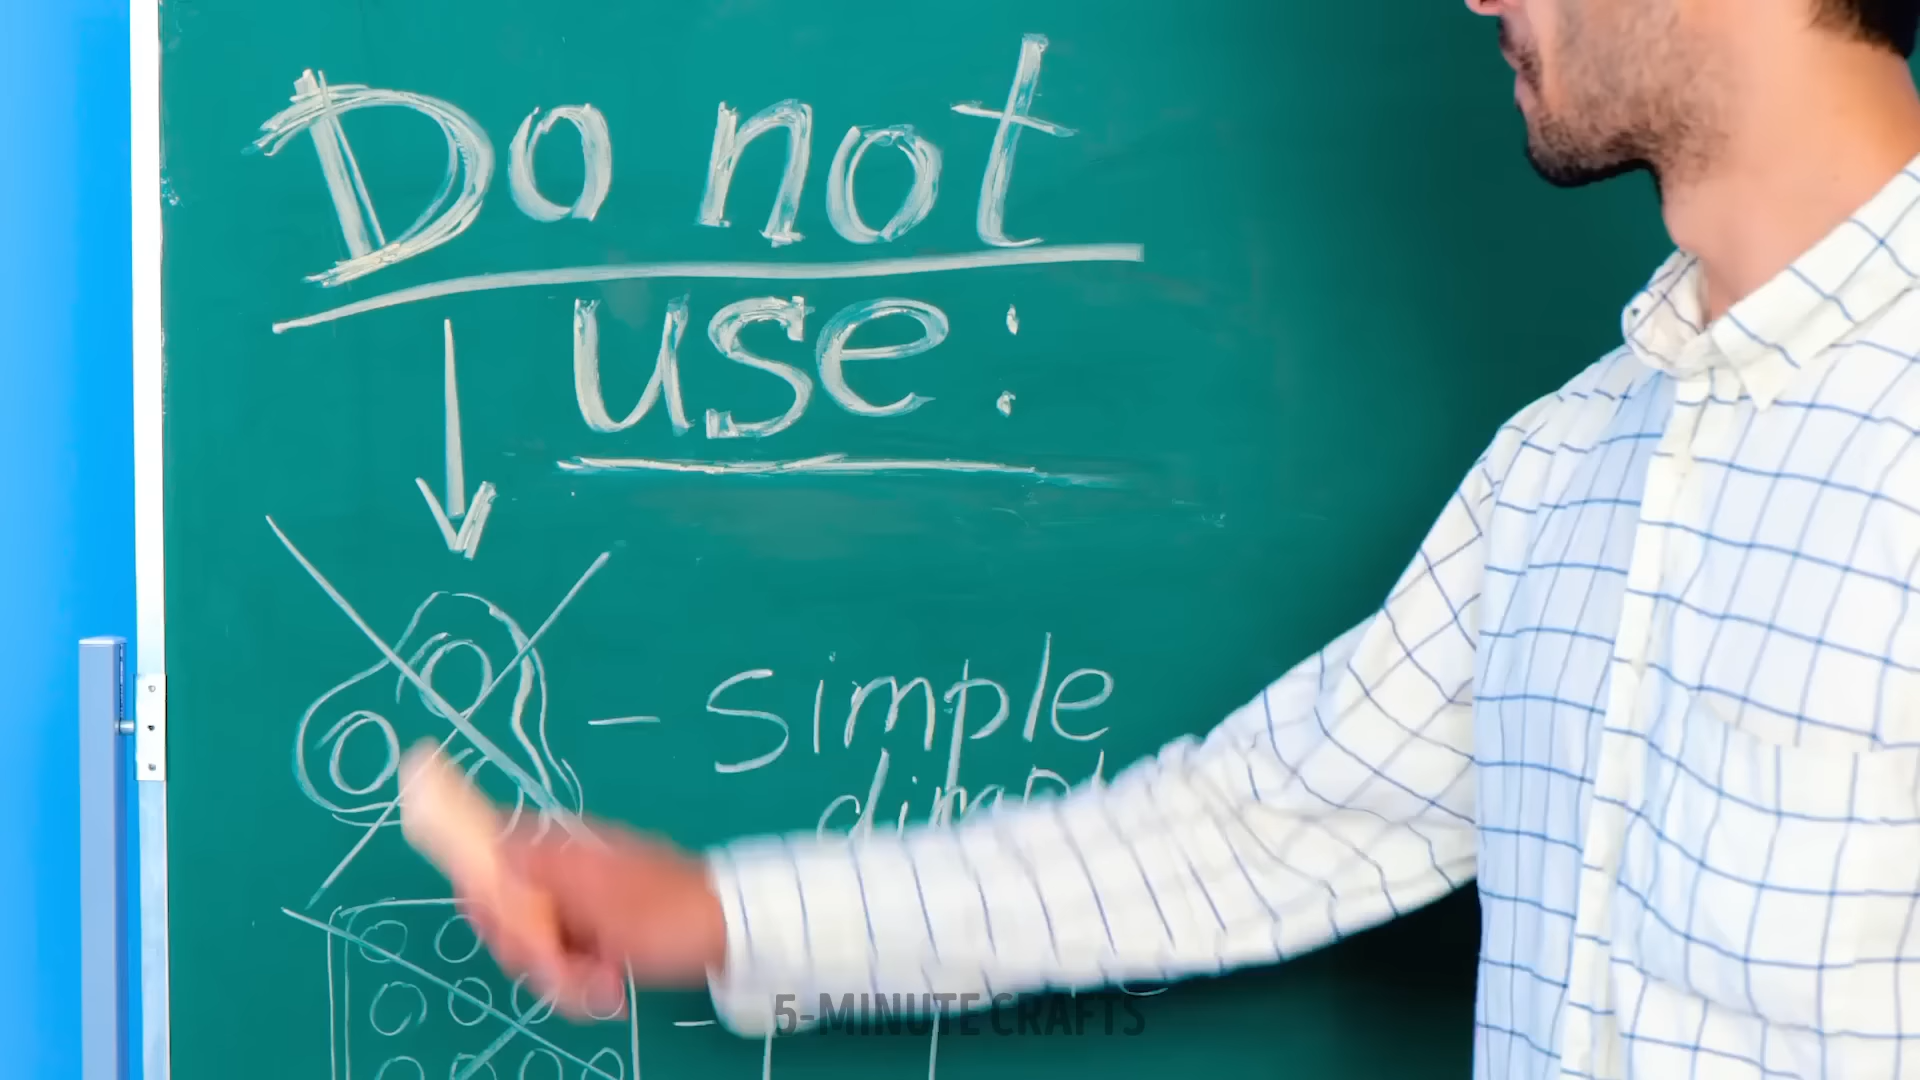 Do not
use:
- simple
-
5-MINUTE CRAFTS